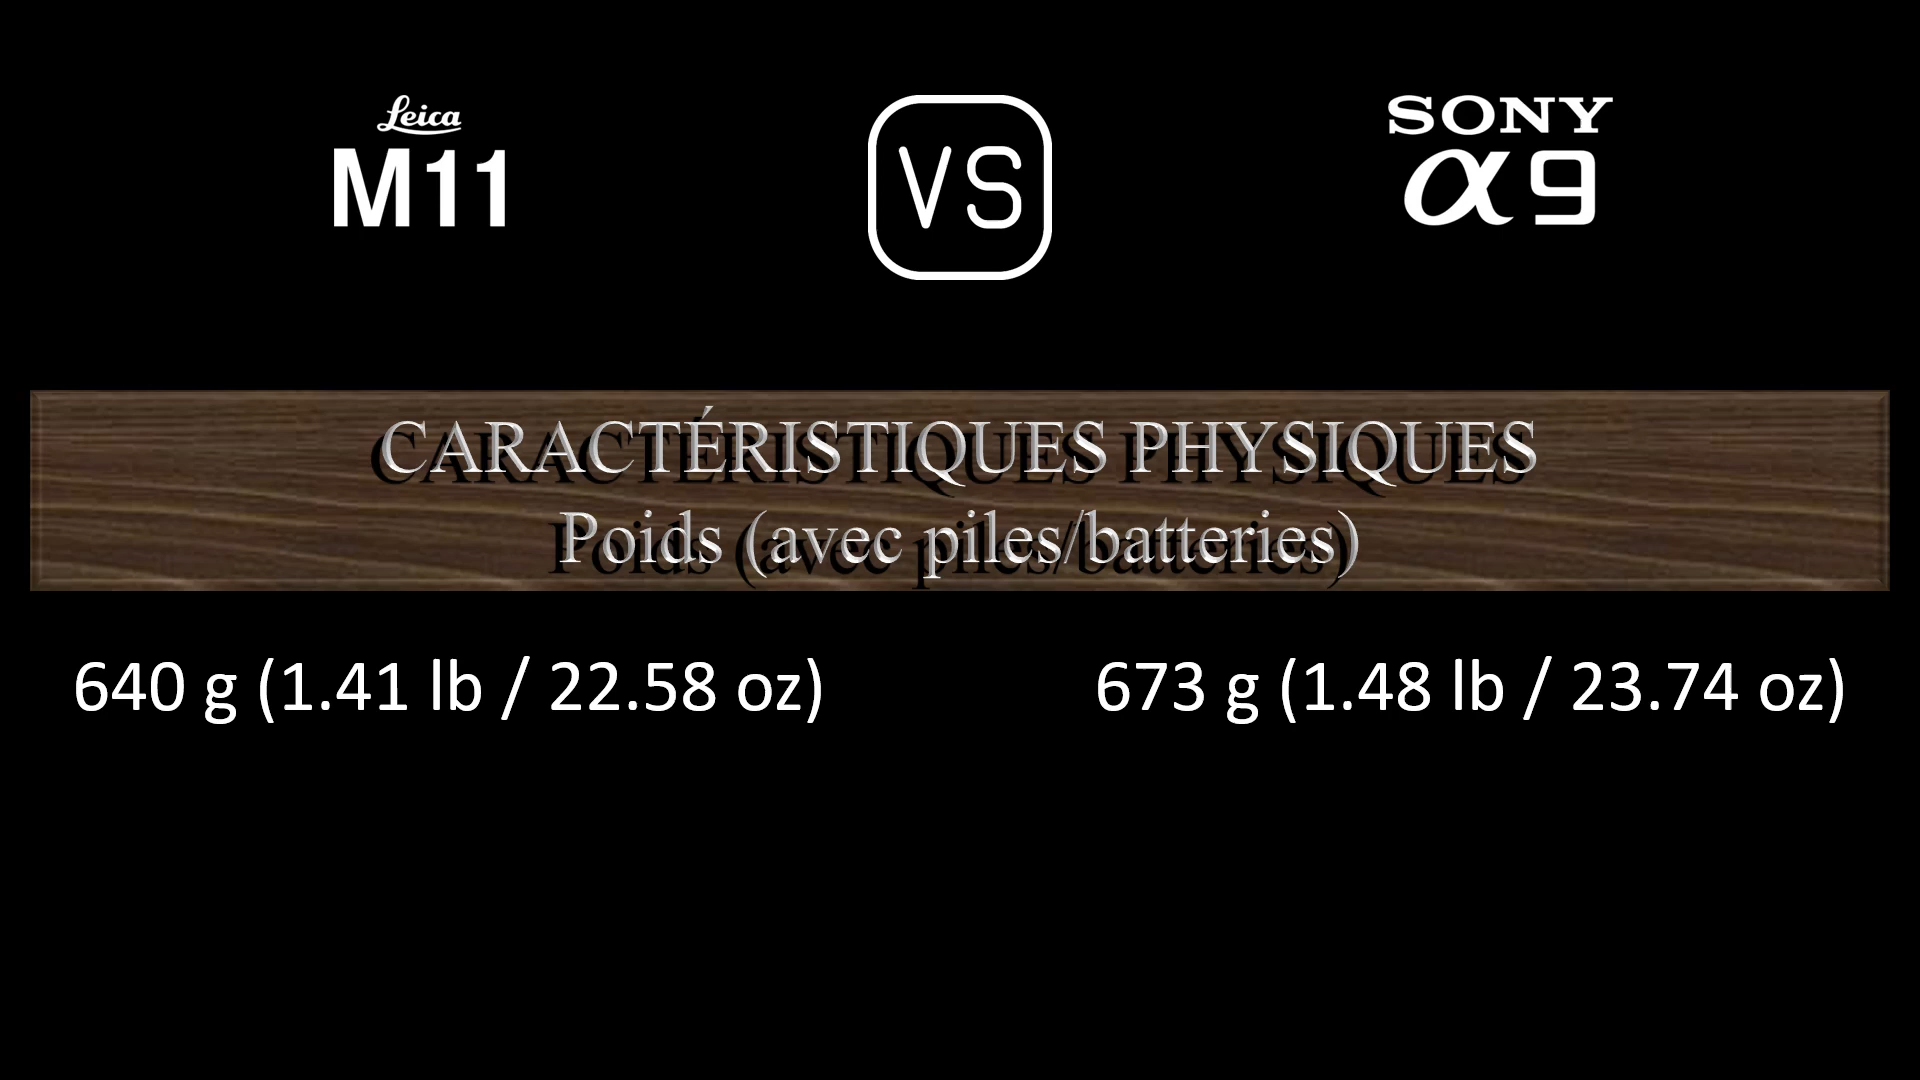 Leica
M11
VS
SONY
α9
CARACTÉRISTIQUES PHYSIQUES
Poids (avec piles/batteries)
640 g (1.41 lb / 22.58 oz)
673 g (1.48 lb / 23.74 oz)